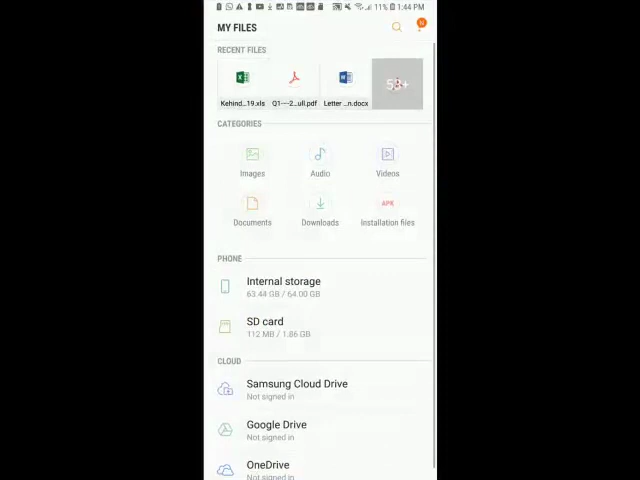 11% 1:44 PM
MY FILES
N
RECENT FILES
Kehind...19.xls Q1---2...ull.pdf Letter ...n.docx
CATEGORIES
Images Audio Videos
APK
Documents Downloads Installation files
PHONE
Internal storage
63.44 GB / 64.00 GB
SD card
112 MB / 1.86 GB
CLOUD
Samsung Cloud Drive
Not signed in
Google Drive
Not signed in
OneDrive
Not signed in